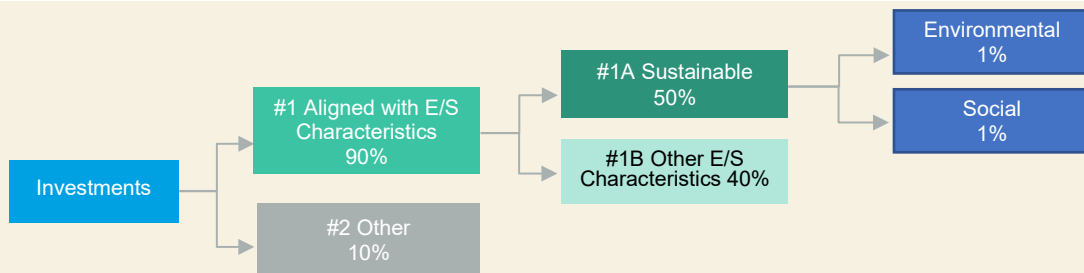 Investments
#1 Aligned with E/S
Characteristics
90%
#2 Other
10%
#1A Sustainable
50%
#1B Other E/S
Characteristics 40%
Environmental
1%
Social
1%